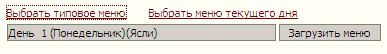 Выбрать типовое меню Выбрать меню текущего дня
День 1 (Понедельник)(Ясли) Загрузить меню